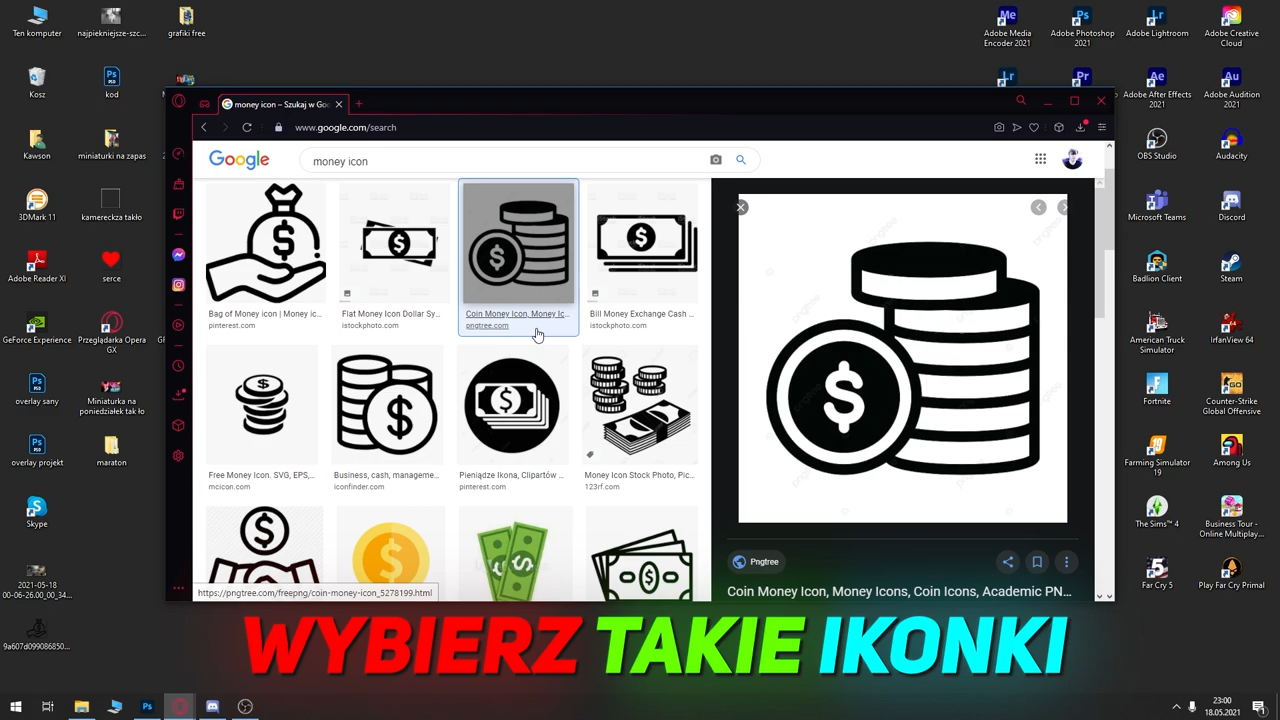 Ten komputer
najpiekniejsze-szc...
grafiki free
Adobe Media
Encoder 2021
Adobe Photoshop
2021
Adobe Lightroom
Adobe Creative
Cloud
Kosz
kod
Adobe After Effects
2021
Adobe Audition
2021
money icon – Szukaj w Goo
www.google.com/search
Google
money icon
Kawson
miniaturki na zapas
OBS Studio
Audacity
3DMark 11
kamereczka takło
Microsoft Teams
Discord
Adobe Reader XI
serce
Badlion Client
Steam
GeForce Experience
Przeglądarka Opera
GX
American Truck
Simulator
IrfanView 64
overlay sany
Miniaturka na
poniedziałek tak ło
Fortnite
Counter-Strike
Global Offensive
overlay projekt
maraton
Farming Simulator
19
Among Us
Skype
The Sims™ 4
Business Tour -
Online Multiplay...
2021-05-18
00-06-26.00_00_34...
Far Cry 5
Play Far Cry Primal
9a607d099086850...
Bag of Money icon | Money ic...
pinterest.com
Fiat Money Icon Dollar Sy...
istockphoto.com
Coin Money Icon, Money Ic...
pngtree.com
Bill Money Exchange Cash ...
istockphoto.com
Free Money Icon. SVG, EPS,...
mcicon.com
Business, cash, manageme...
iconfinder.com
Pieniądze Ikona, Clipartów ...
pinterest.com
Money Icon Stock Photo, Pic...
123rf.com
https://pngtree.com/freepng/coin-money-icon_5278199.html
Pngtree
Coin Money Icon, Money Icons, Coin Icons, Academic PN...
WYBIERZ TAKIE IKONKI
23:00
18.05.2021